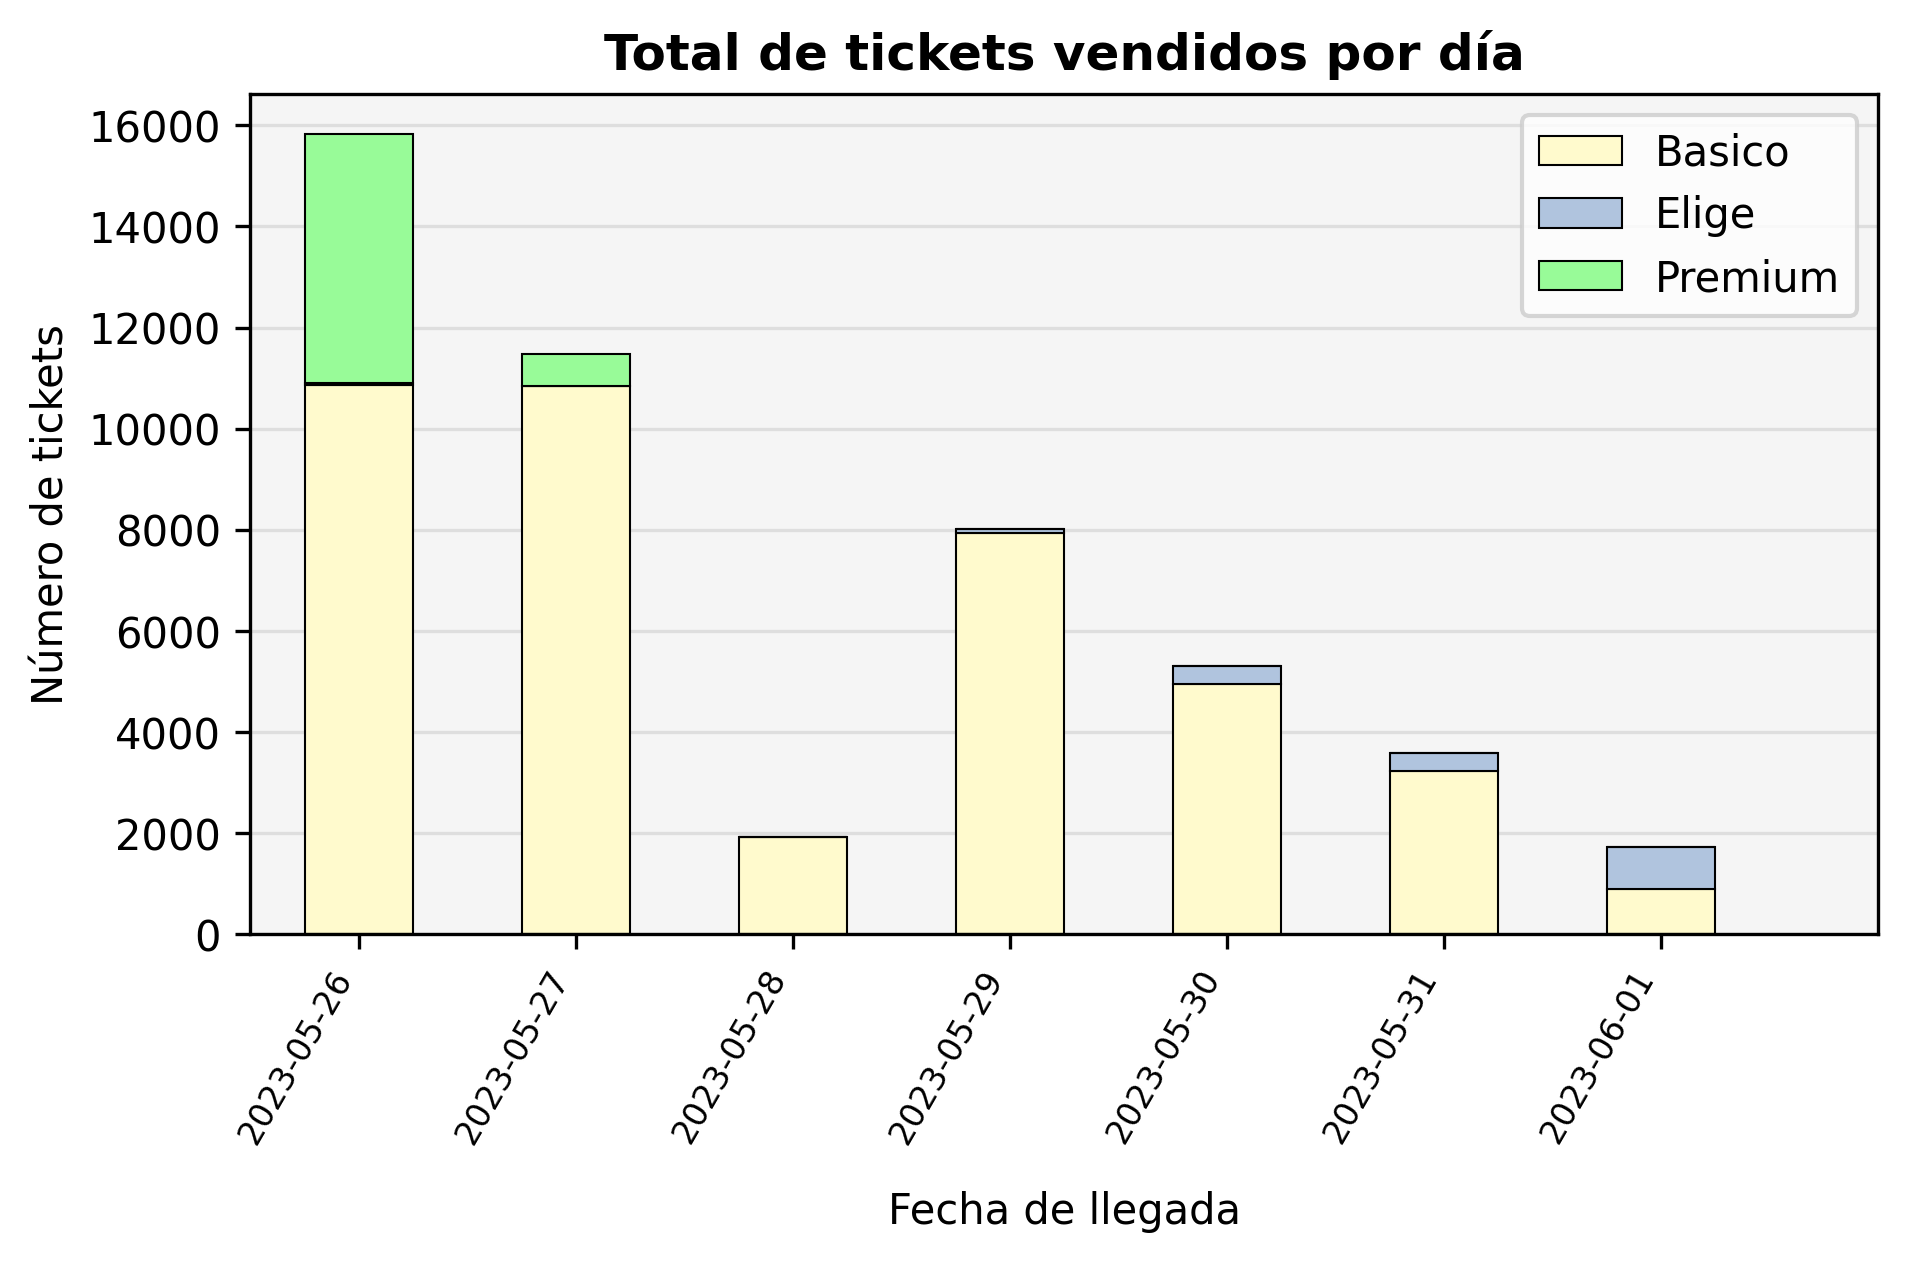 Total de tickets vendidos por día
16000
14000
12000
10000
8000
6000
4000
2000
0
Número de tickets
Basico
Elige
Premium
2023-05-26
2023-05-27
2023-05-28
2023-05-29
2023-05-30
2023-05-31
2023-06-01
Fecha de llegada